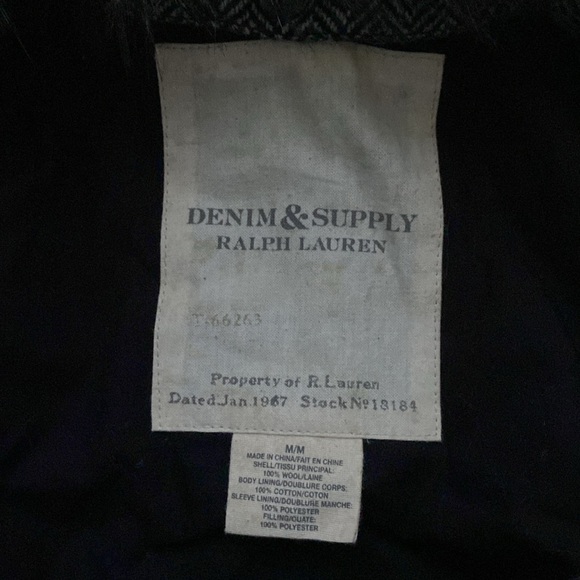 DENIM & SUPPLY
RALPH LAUREN
T-66263
Property of R.Lauren
Dated Jan.1967 Stock Nº 18184
M/M
MADE IN CHINA/FAIT EN CHINE
SHELL/TISSU PRINCIPAL:
100% WOOL/LAINE
BODY LINING/DOUBLURE CORPS:
100% COTTON/COTON
SLEEVE LINING/DOUBLURE MANCHE:
100% POLYESTER
FILLING/OUATE:
100% POLYESTER